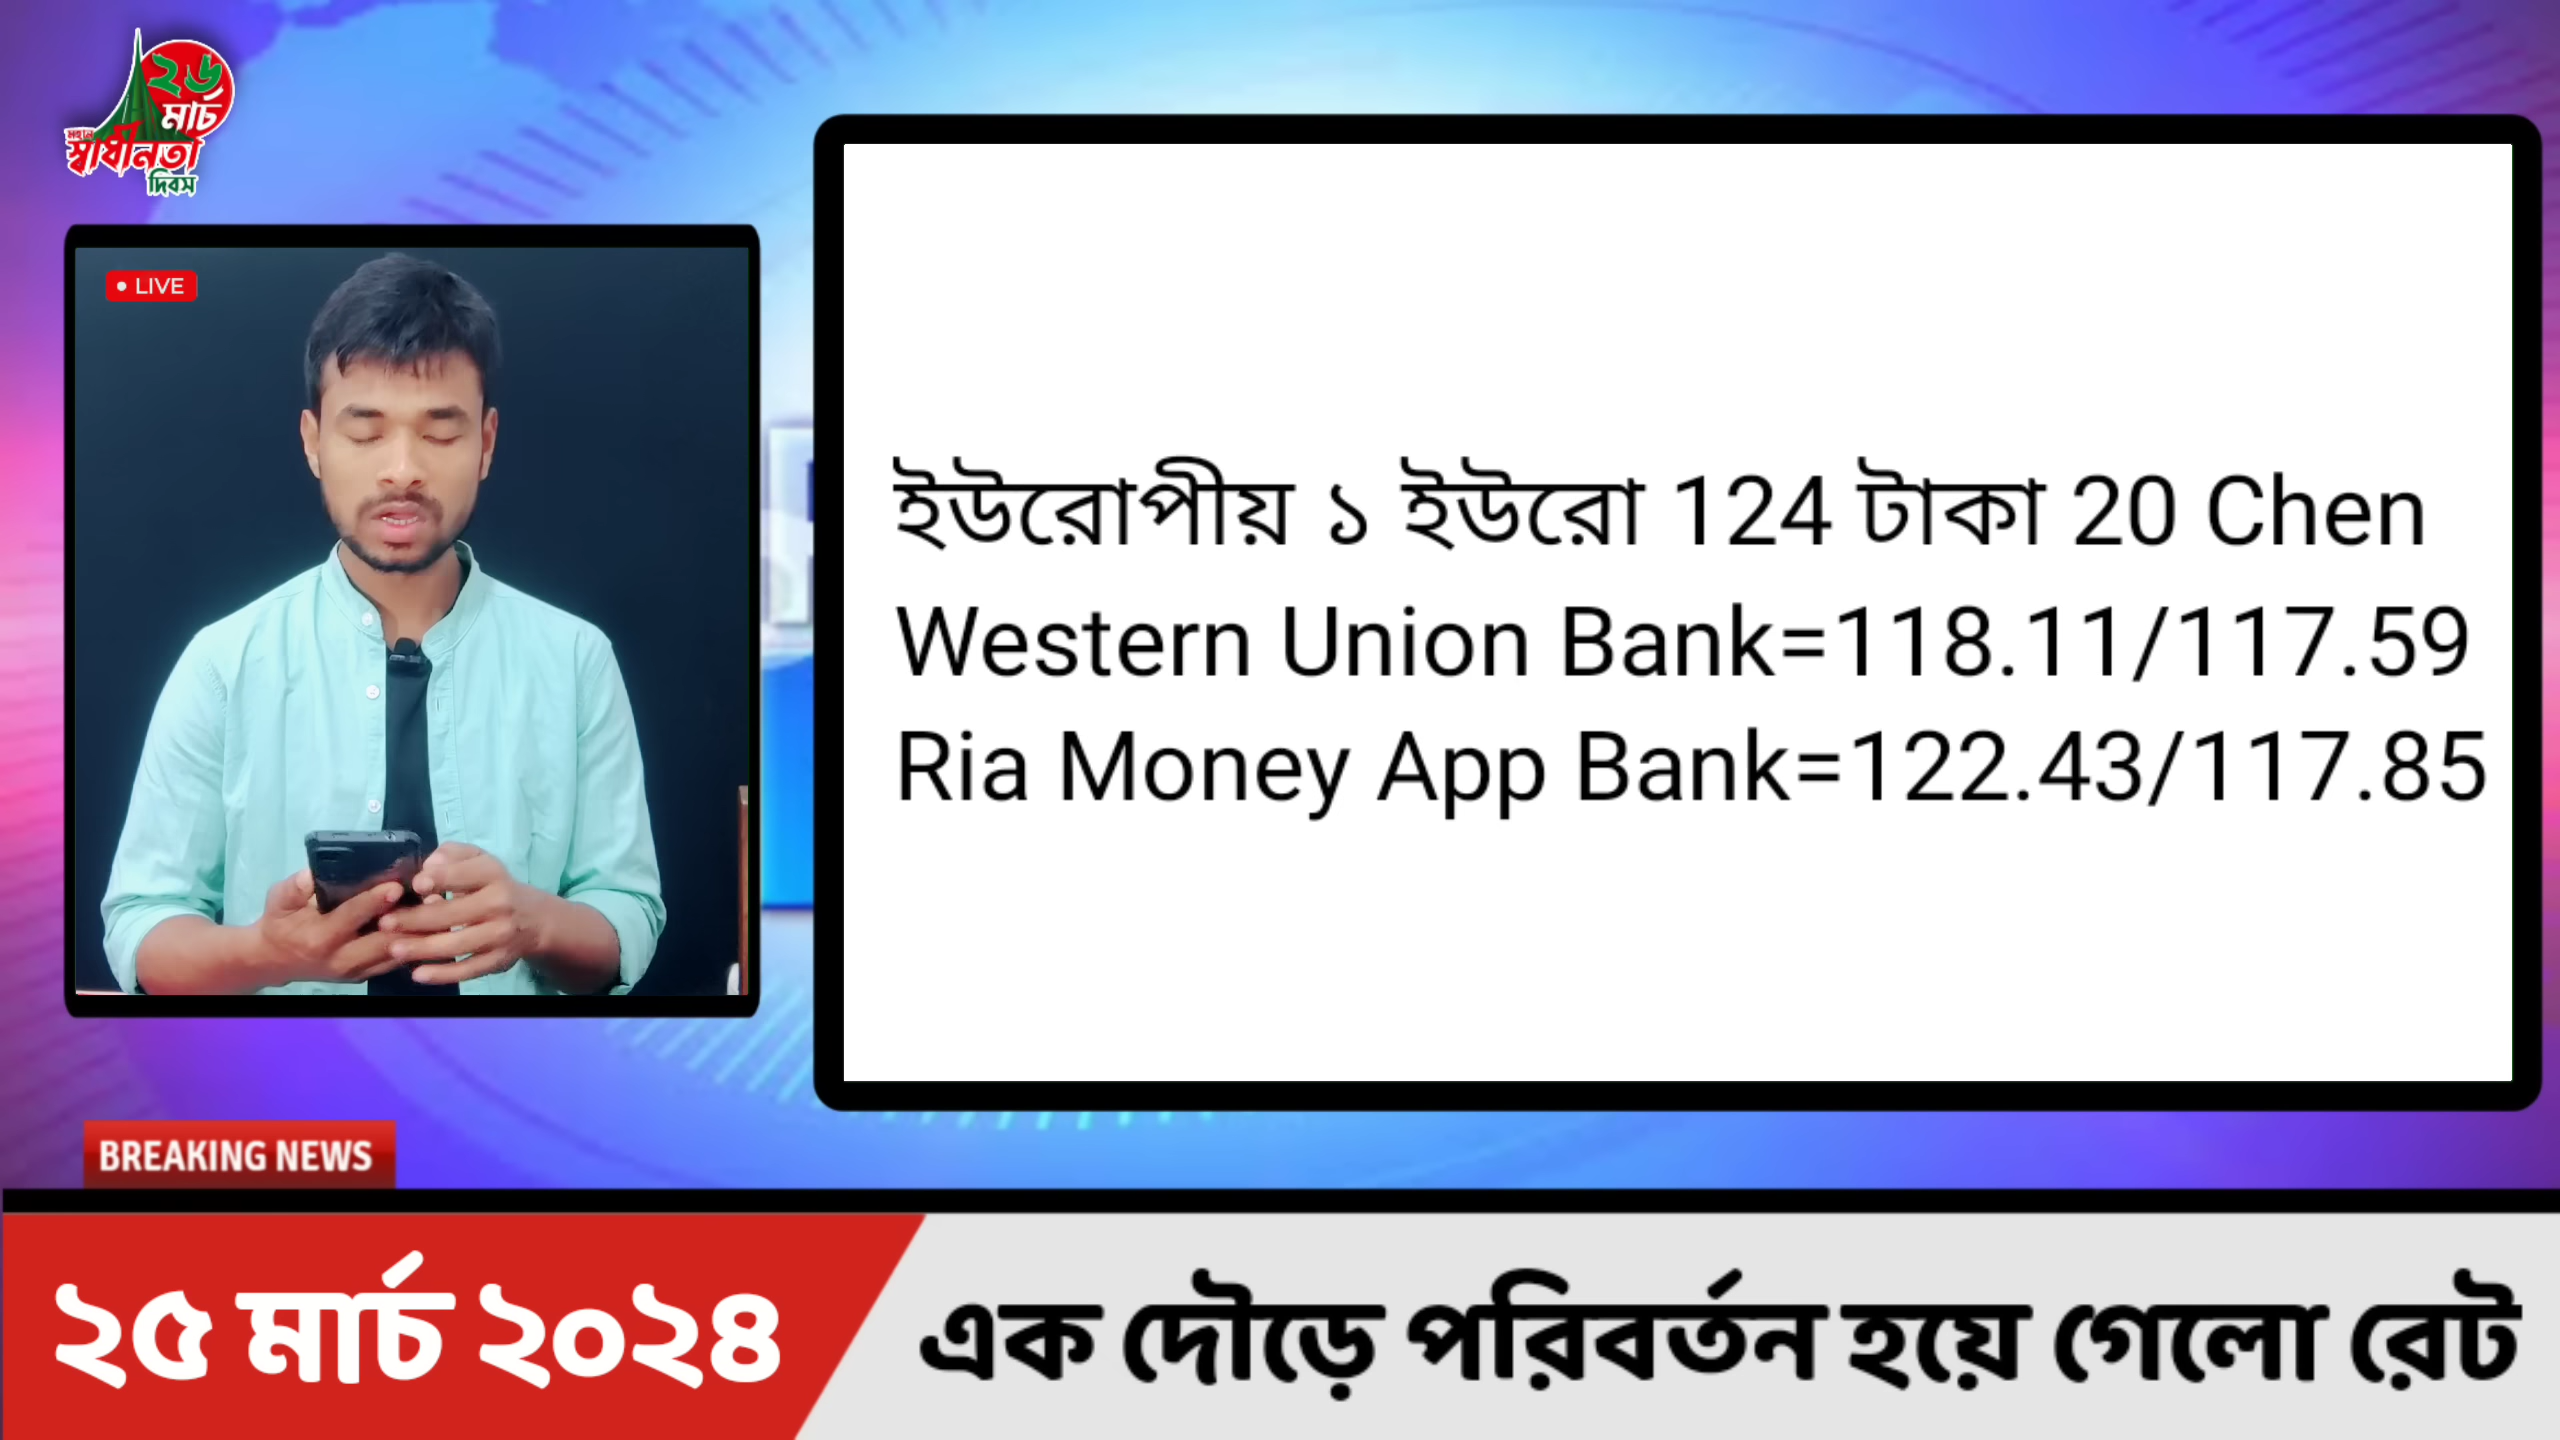 ২৬
মার্চ
মহান
স্বাধীনতা
দিবস
LIVE
ইউরোপীয় ১ ইউরো 124 টাকা 20 Chen
Western Union Bank=118.11/117.59
Ria Money App Bank=122.43/117.85
BREAKING NEWS
২৫ মার্চ ২০২৪
এক দৌড়ে পরিবর্তন হয়ে গেলো রেট